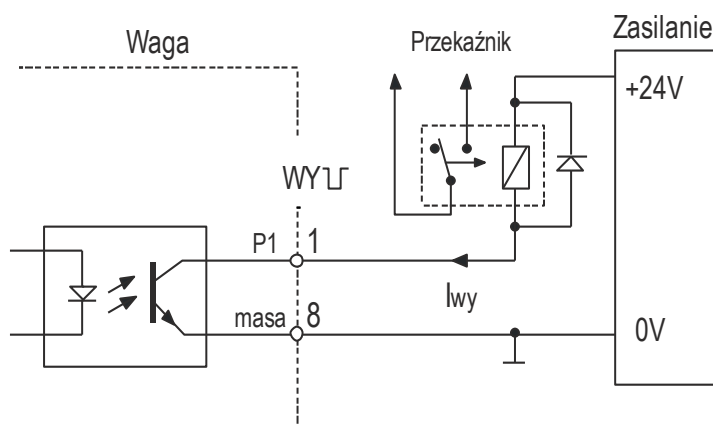 Waga
Przekaźnik
Zasilanie
+24V
WY
P1
1
Iwy
masa
8
0V